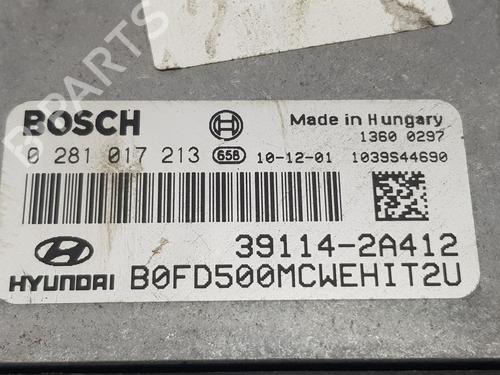 BOSCH
Made in Hungary
1360 0297
0 281 017 213 658 10-12-01 1039S44690
39114-2A412
HYUNDAI B0FD500MCWEHIT2U
B-PARTS